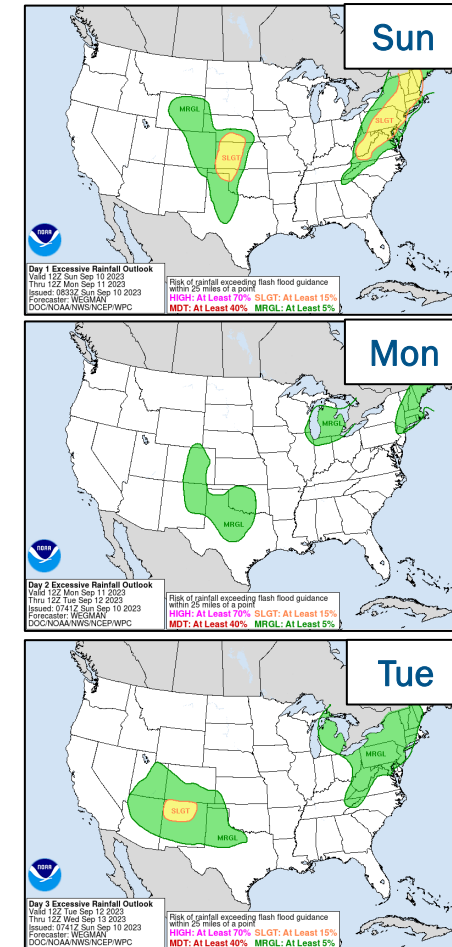 Sun
MRGL
SLGT
SLGT
NOAA
Day 1 Excessive Rainfall Outlook
Valid 12Z Sun Sep 10 2023
Thru 12Z Mon Sep 11 2023
Issued: 0833Z Sun Sep 10 2023
Forecaster: WEGMAN
DOC/NOAA/NWS/NCEP/WPC
Risk of rainfall exceeding flash flood guidance
within 25 miles of a point
HIGH: At Least 70% SLGT: At Least 15%
MDT: At Least 40% MRGL: At Least 5%
Mon
MRGL
MRGL
NOAA
Day 2 Excessive Rainfall Outlook
Valid 12Z Mon Sep 11 2023
Thru 12Z Tue Sep 12 2023
Issued: 0741Z Sun Sep 10 2023
Forecaster: WEGMAN
DOC/NOAA/NWS/NCEP/WPC
Risk of rainfall exceeding flash flood guidance
within 25 miles of a point
HIGH: At Least 70% SLGT: At Least 15%
MDT: At Least 40% MRGL: At Least 5%
Tue
MRGL
SLGT
MRGL
NOAA
Day 3 Excessive Rainfall Outlook
Valid 12Z Tue Sep 12 2023
Thru 12Z Wed Sep 13 2023
Issued: 0741Z Sun Sep 10 2023
Forecaster: WEGMAN
DOC/NOAA/NWS/NCEP/WPC
Risk of rainfall exceeding flash flood guidance
within 25 miles of a point
HIGH: At Least 70% SLGT: At Least 15%
MDT: At Least 40% MRGL: At Least 5%